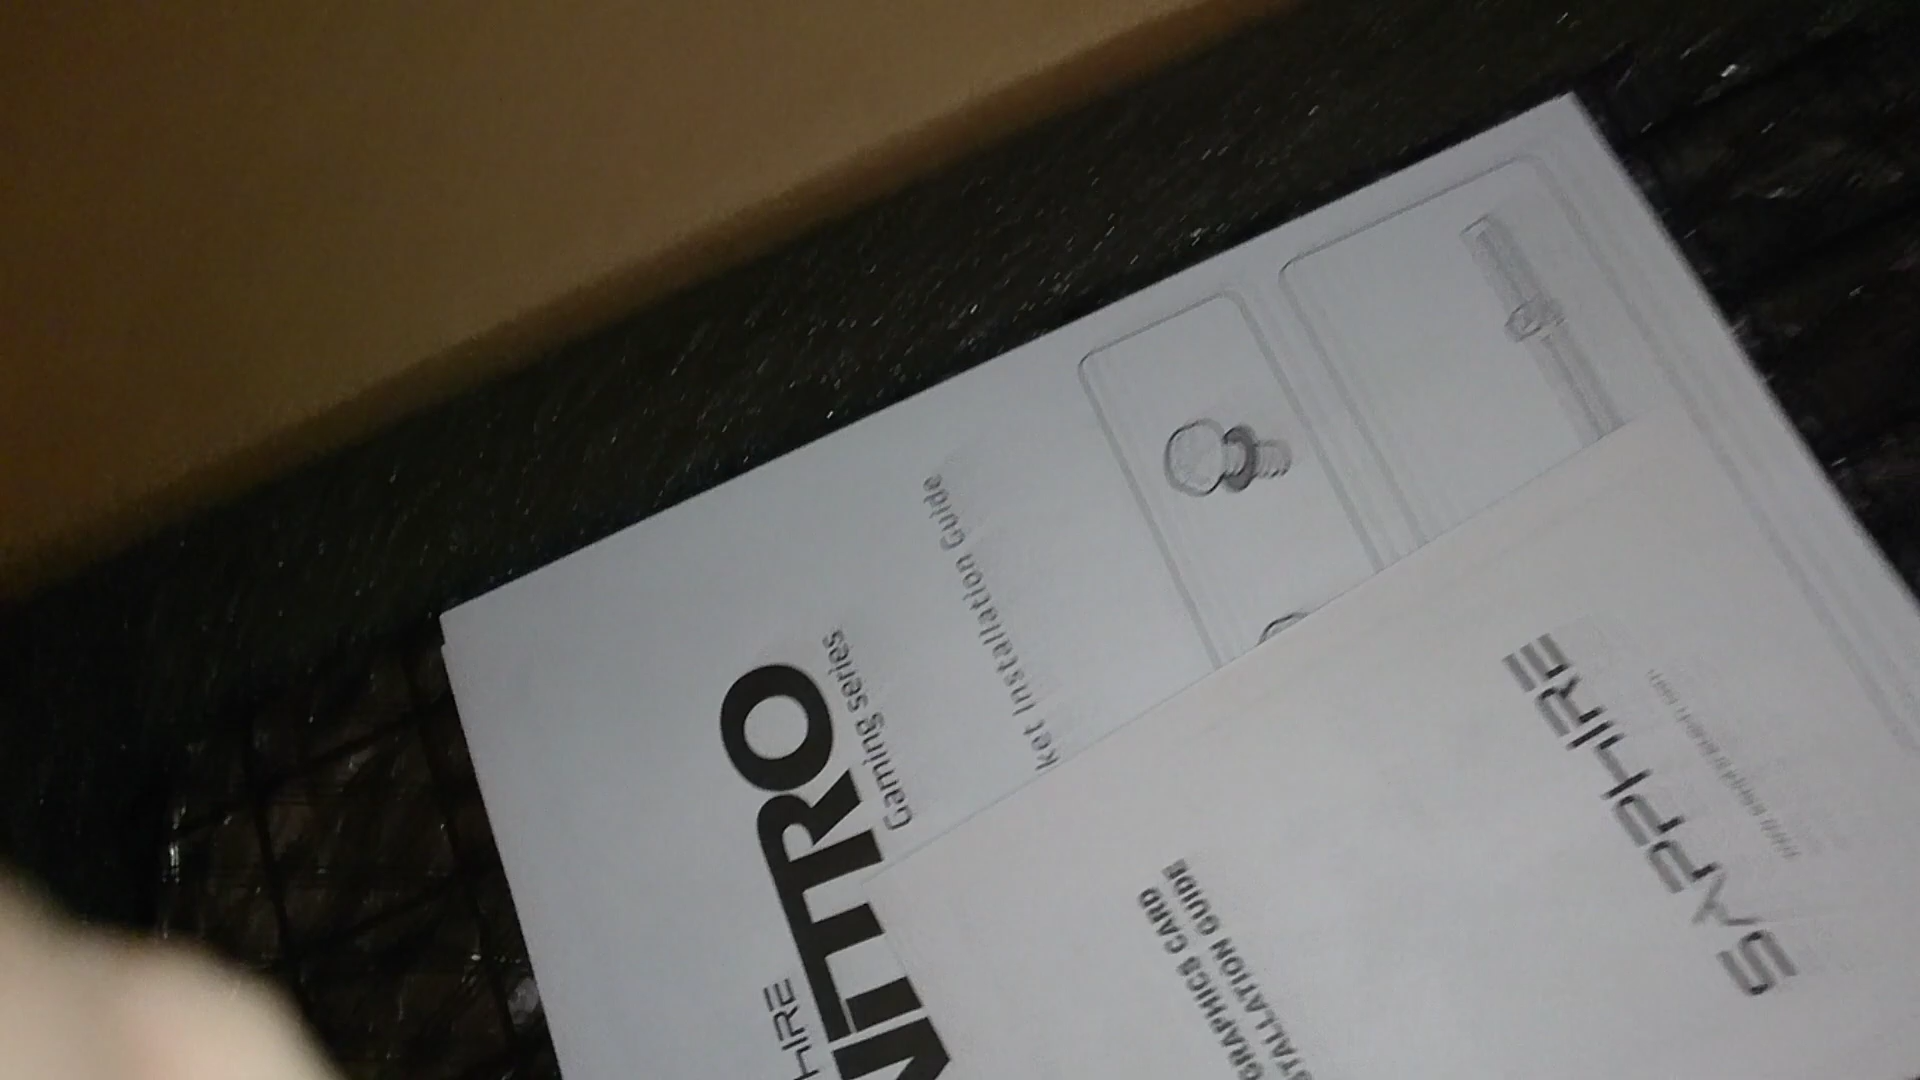 HIRE
NITRO
Gaming series
ket Installation Guide
GRAPHICS CARD
STALLATION GUIDE
SAPPHIRE